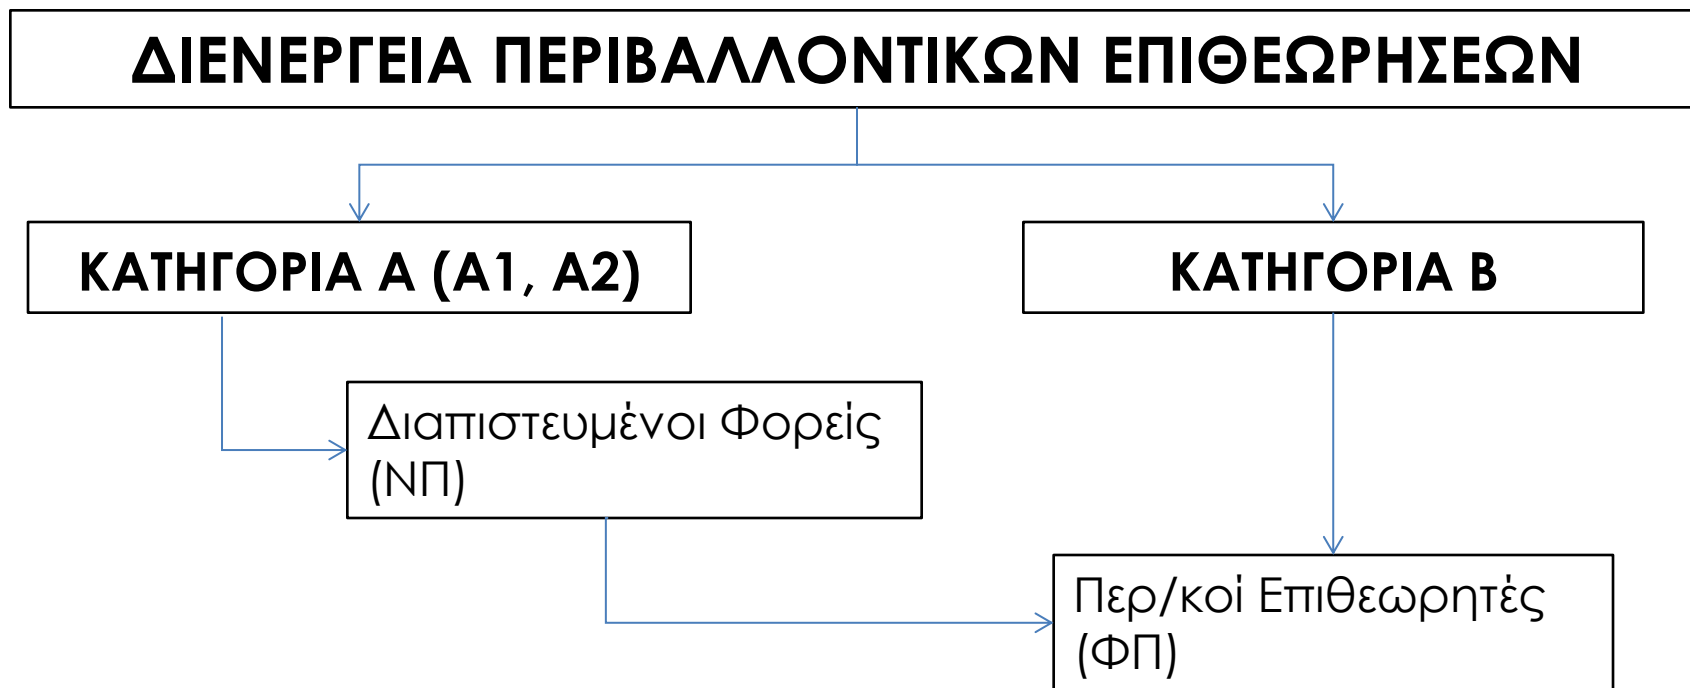 ΔΙΕΝΕΡΓΕΙΑ ΠΕΡΙΒΑΛΛΟΝΤΙΚΩΝ ΕΠΙΘΕΩΡΗΣΕΩΝ
ΚΑΤΗΓΟΡΙΑ Α (Α1, Α2)
ΚΑΤΗΓΟΡΙΑ Β
Διαπιστευμένοι Φορείς
(ΝΠ)
Περ/κοί Επιθεωρητές
(ΦΠ)